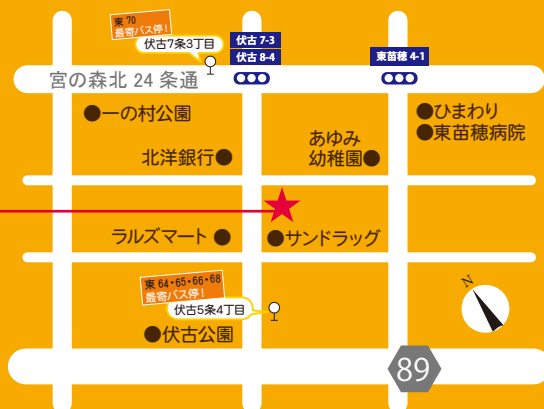 東 70
最寄バス停!
伏古7条3丁目
伏古 7-3
伏古 8-4
東苗穂 4-1
宮の森北 24 条通
●一の村公園
●ひまわり
●東苗穂病院
北洋銀行●
あゆみ
幼稚園●
ラルズマート ●
●サンドラッグ
東 64・65・66・68
最寄バス停!
伏古5条4丁目
●伏古公園
N
89